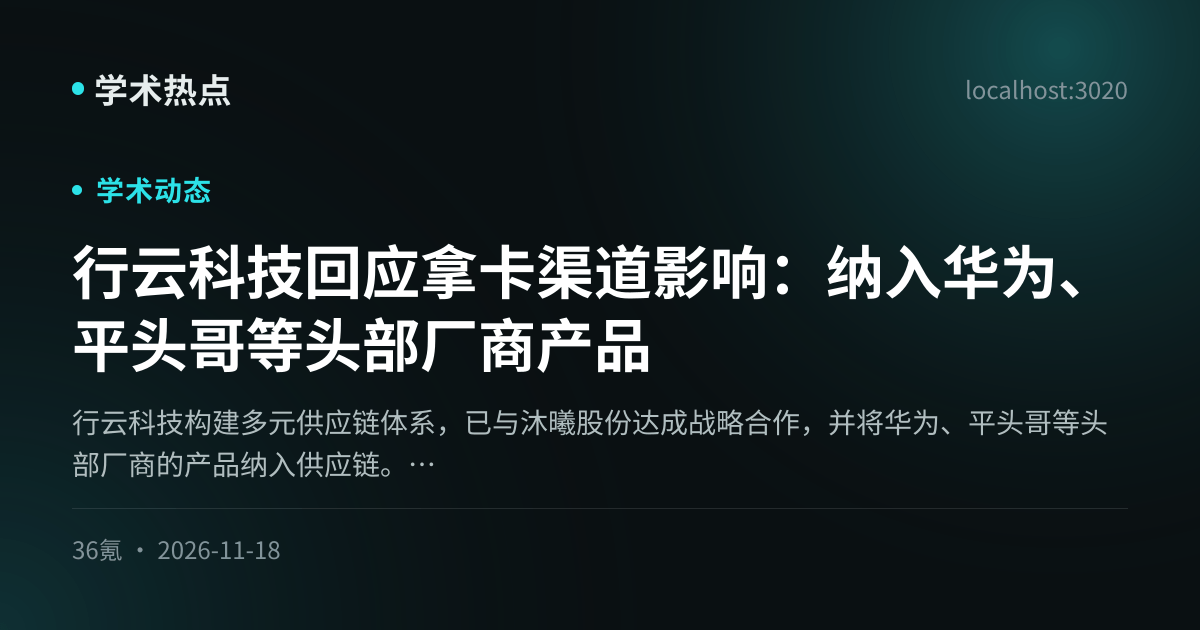 学术热点
localhost:3020
学术动态
行云科技回应拿卡渠道影响：纳入华为、
平头哥等头部厂商产品
行云科技构建多元供应链体系，已与沐曦股份达成战略合作，并将华为、平头哥等头
部厂商的产品纳入供应链。…
36氪 · 2026-11-18